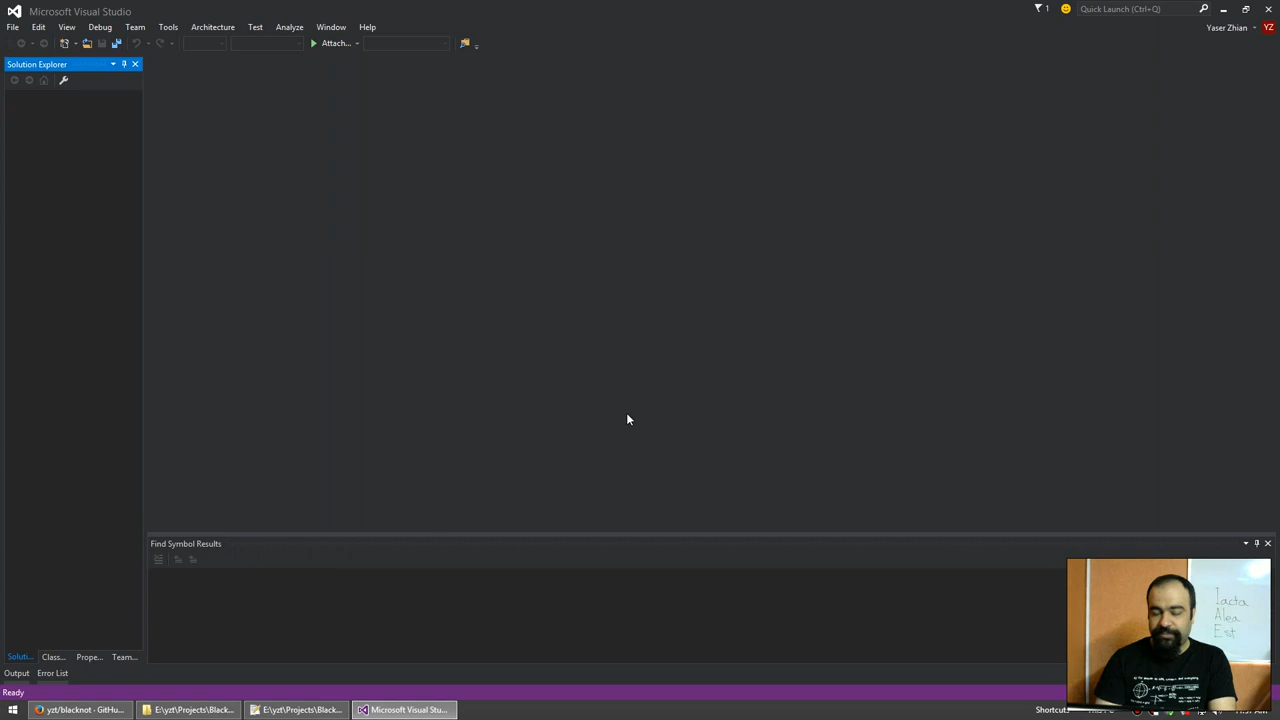 Microsoft Visual Studio
1
Quick Launch (Ctrl+Q)
File Edit View Debug Team Tools Architecture Test Analyze Window Help
Yaser Zhian YZ
Attach...
Solution Explorer
Find Symbol Results
Iacta
Alea
Est
Soluti... Class... Prope... Team...
Output Error List
Ready
yzt/blacknot - GitHu... E:\yzt\Projects\Black... E:\yzt\Projects\Black... Microsoft Visual Stu... Shortcuts